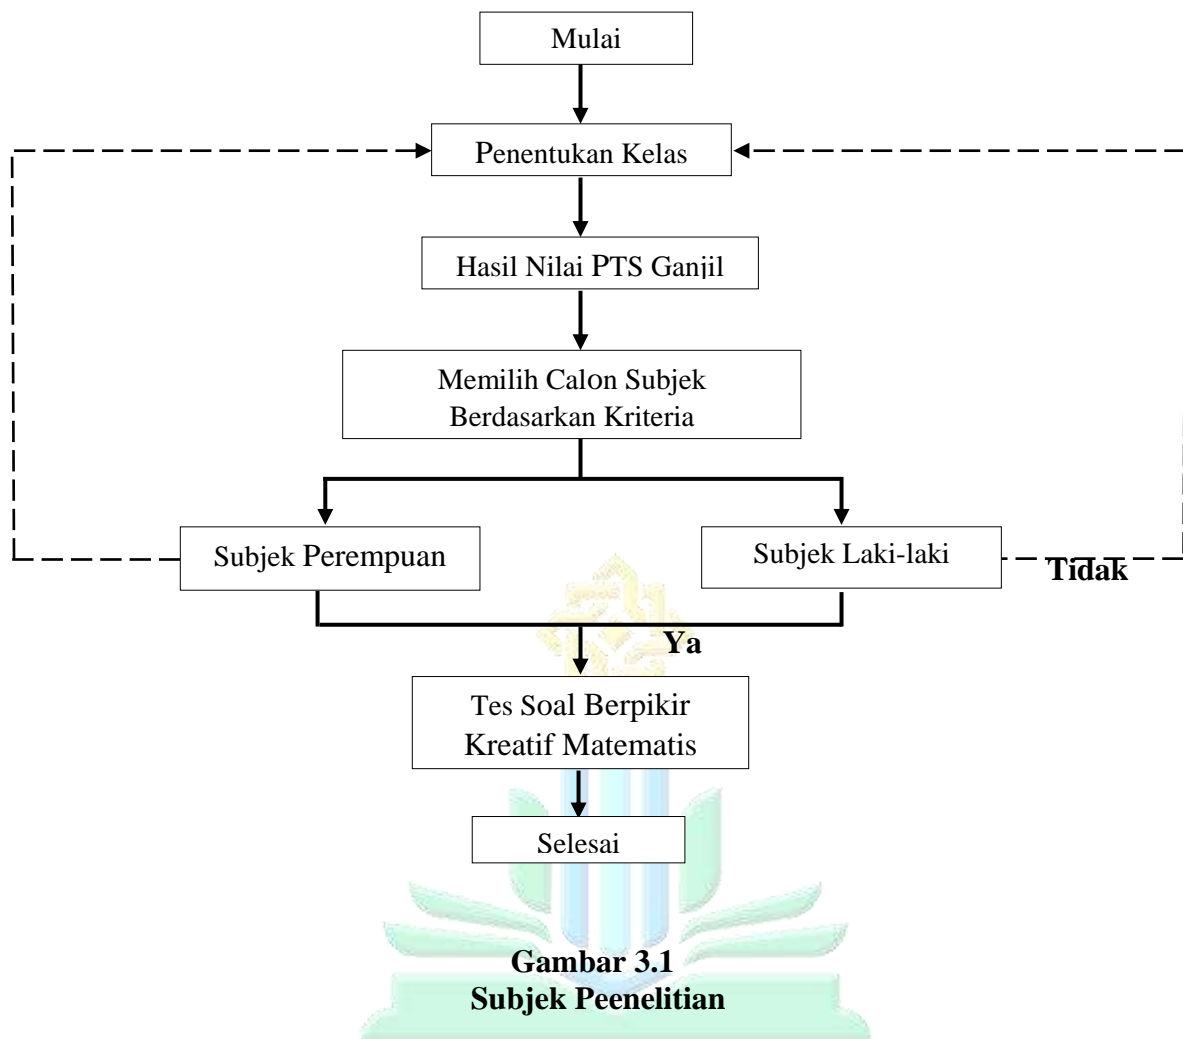 Mulai
Penentukan Kelas
Hasil Nilai PTS Ganjil
Memilih Calon Subjek
Berdasarkan Kriteria
Subjek Perempuan
Subjek Laki-laki
Tidak
Ya
Tes Soal Berpikir
Kreatif Matematis
Selesai
Gambar 3.1
Subjek Peenelitian